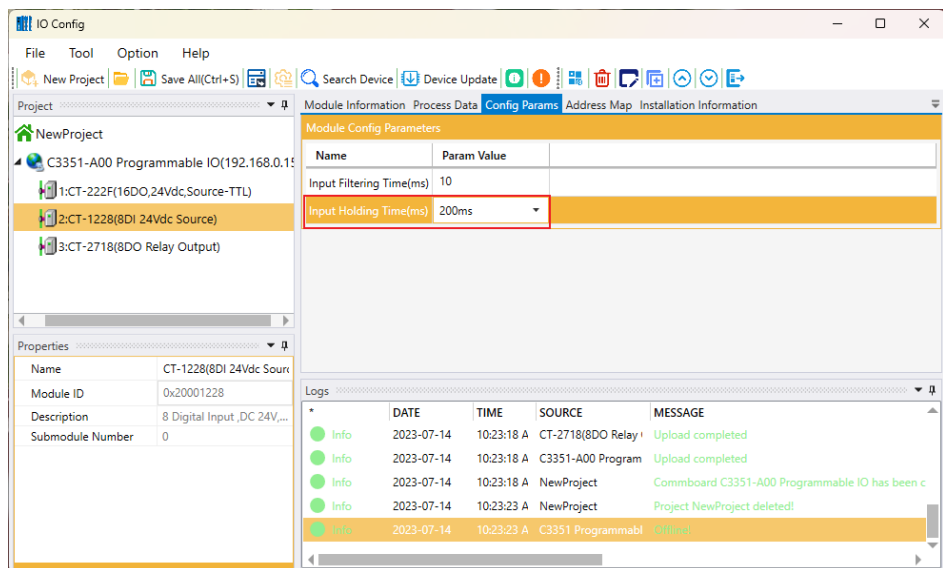 IO Config
File Tool Option Help
New Project Save All(Ctrl+S) Search Device Device Update
Project
NewProject
C3351-A00 Programmable IO(192.168.0.15
1:CT-222F(16DO,24Vdc,Source-TTL)
2:CT-1228(8DI 24Vdc Source)
3:CT-2718(8DO Relay Output)
Properties
Name CT-1228(8DI 24Vdc Sourc
Module ID 0x20001228
Description 8 Digital Input ,DC 24V,...
Submodule Number 0
Module Information Process Data Config Params Address Map Installation Information
Module Config Parameters
Name Param Value
Input Filtering Time(ms) 10
Input Holding Time(ms) 200ms
Logs
* DATE TIME SOURCE MESSAGE
Info 2023-07-14 10:23:18 A CT-2718(8DO Relay Upload completed
Info 2023-07-14 10:23:18 A C3351-A00 Program Upload completed
Info 2023-07-14 10:23:18 A NewProject Commboard C3351-A00 Programmable IO has been c
Info 2023-07-14 10:23:23 A NewProject Project NewProject deleted!
Info 2023-07-14 10:23:23 A C3351 Programmabl Offline!